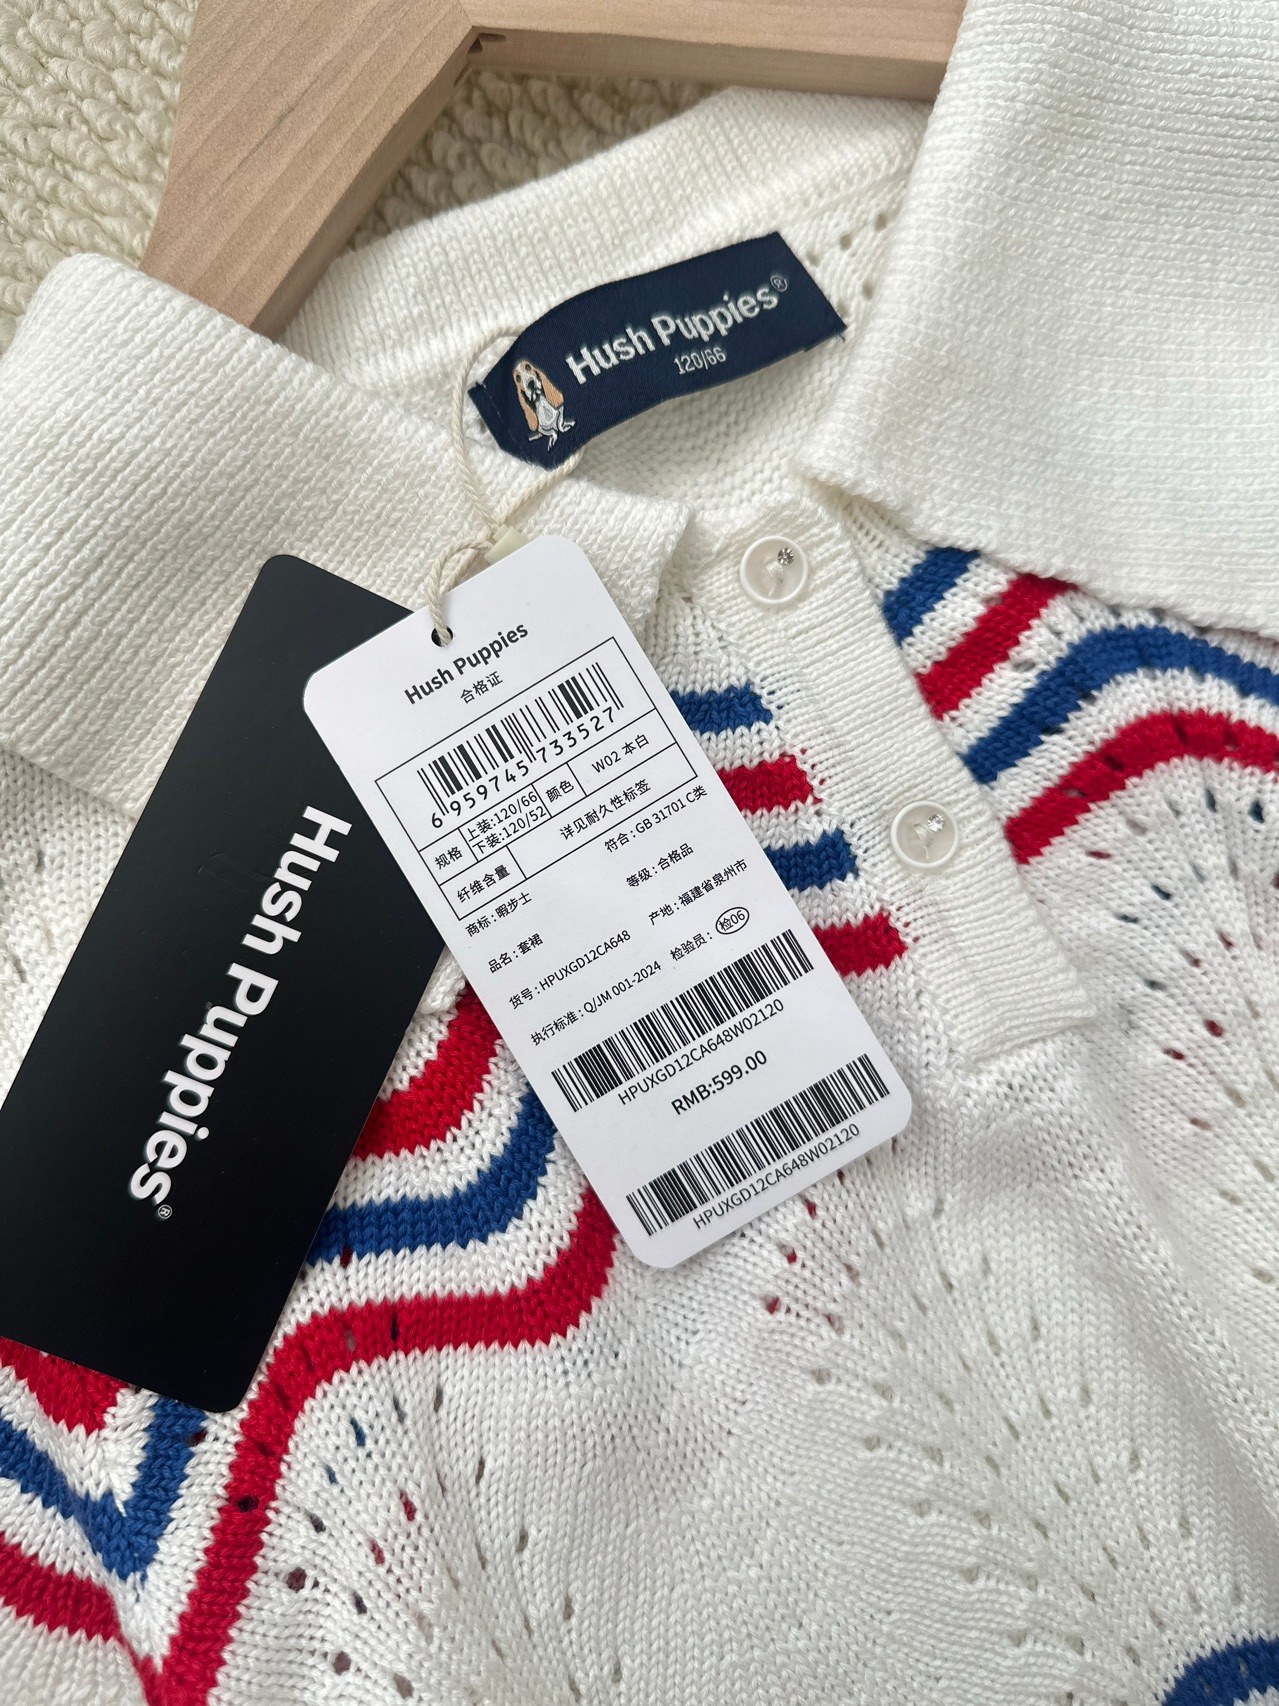 Hush Puppies®
120/66
Hush Puppies
合格证
6 959745 733527
规格 上装:120/66 下装:120/52 颜色 W02 本白
纤维含量 详见耐久性标签
商标:暇步士 符合:GB 31701 C类
品名:套裙 等级:合格品
货号:HPUXGD12CA648 产地:福建省泉州市
执行标准:Q/JM 001-2024 检验员: 检06
HPUXGD12CA648W02120
RMB:599.00
HPUXGD12CA648W02120
Hush Puppies®